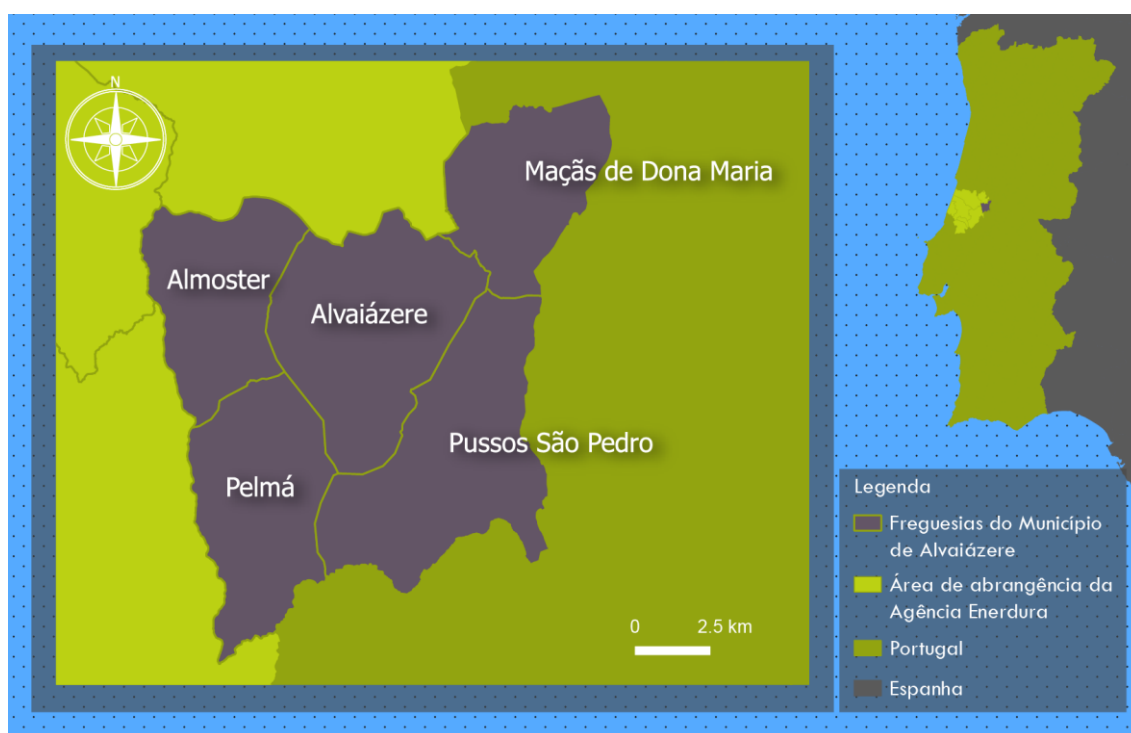 N
Maçãs de Dona Maria
Almoster
Alvaiázere
Pussos São Pedro
Pelmá
0 2.5 km
Legenda
Freguesias do Município
de Alvaiázere
Área de abrangência da
Agência Enerdura
Portugal
Espanha